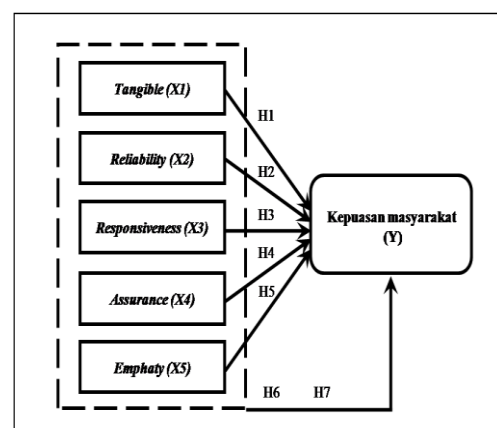 Tangible (X1)
H1
Reliability (X2)
H2
Responsiveness (X3)
H3
Kepuasan masyarakat
(Y)
H4
Assurance (X4)
H5
Emphaty (X5)
H6 H7